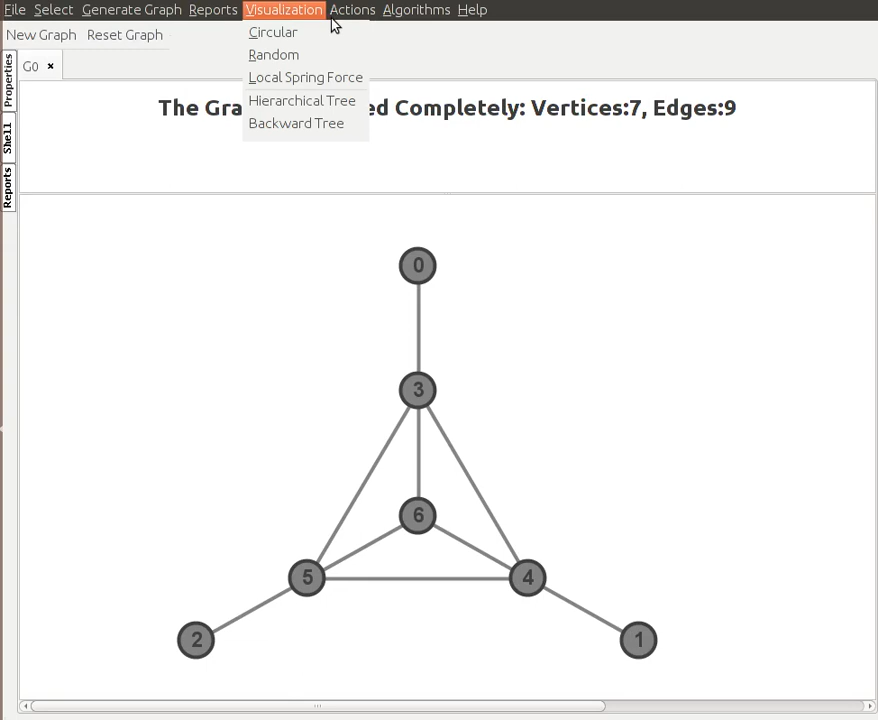 File Select Generate Graph Reports Visualization Actions Algorithms Help
New Graph Reset Graph
Circular
Random
Local Spring Force
Hierarchical Tree
Backward Tree
G0
Properties
Shell
Reports
The Gra ed Completely: Vertices:7, Edges:9
0
3
6
5
4
2
1